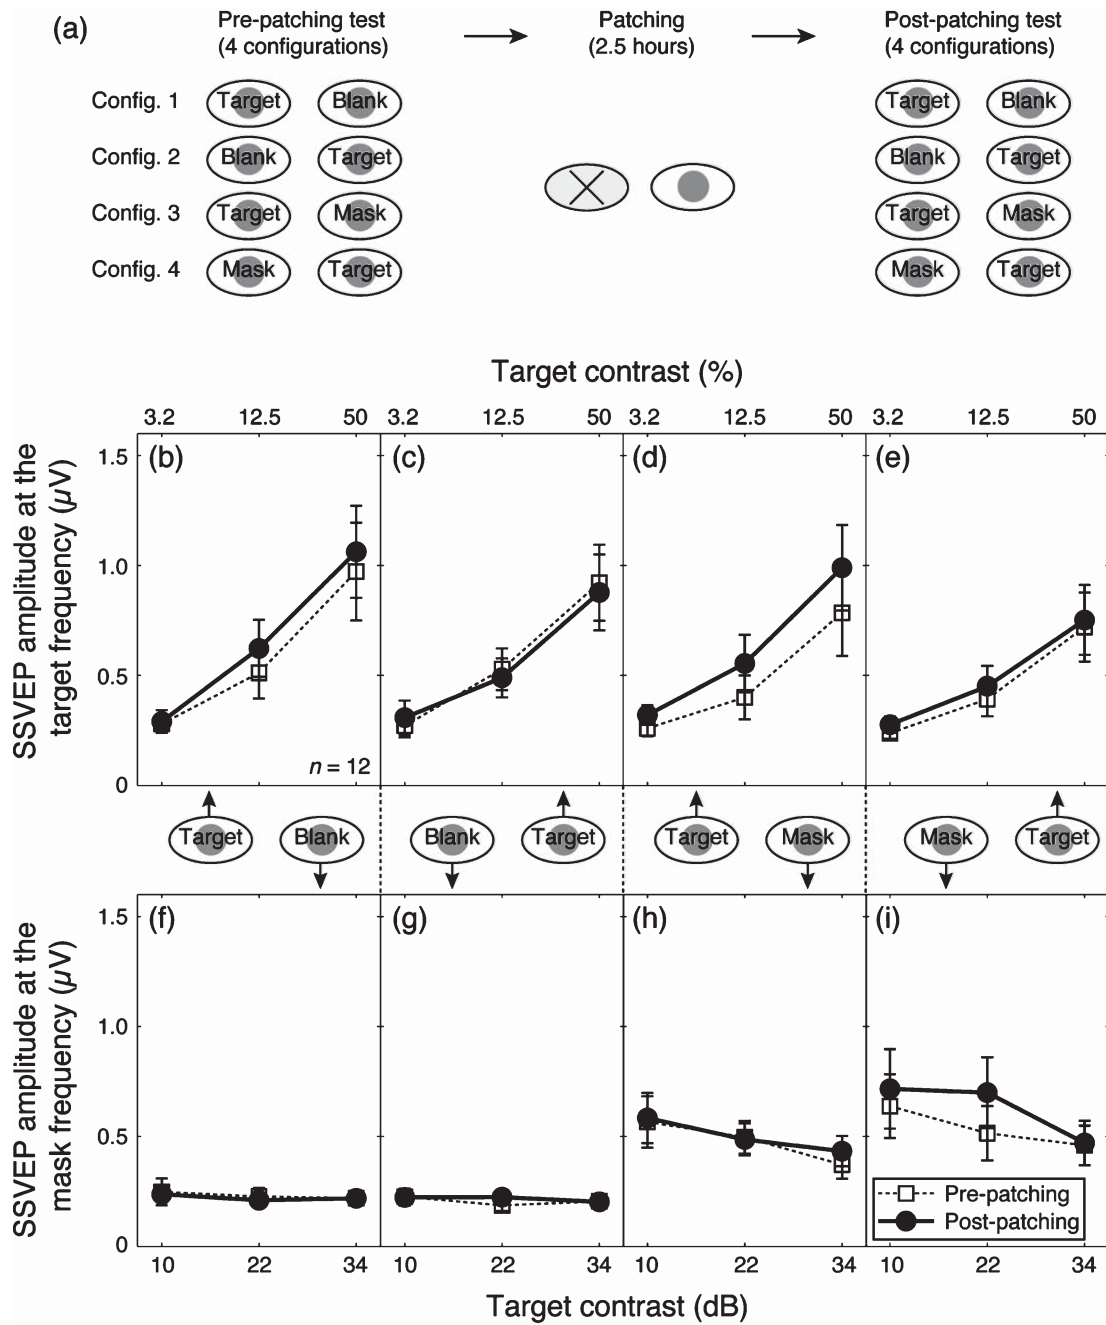 (a)
Pre-patching test
(4 configurations)
Patching
(2.5 hours)
Post-patching test
(4 configurations)
Config. 1 Target Blank Target Blank
Config. 2 Blank Target Blank Target
Config. 3 Target Mask Target Mask
Config. 4 Mask Target Mask Target
Target contrast (%)
3.2 12.5 50 3.2 12.5 50 3.2 12.5 50 3.2 12.5 50
SSVEP amplitude at the
target frequency (µV)
1.5
1.0
0.5
0
(b) (c) (d) (e)
n = 12
Target Blank Blank Target Target Mask Mask Target
SSVEP amplitude at the
mask frequency (µV)
1.5
1.0
0.5
0
(f) (g) (h) (i)
Pre-patching
Post-patching
10 22 34 10 22 34 10 22 34 10 22 34
Target contrast (dB)